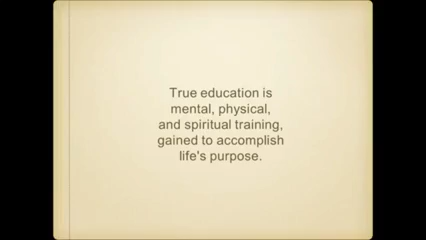 True education is
mental, physical,
and spiritual training,
gained to accomplish
life's purpose.